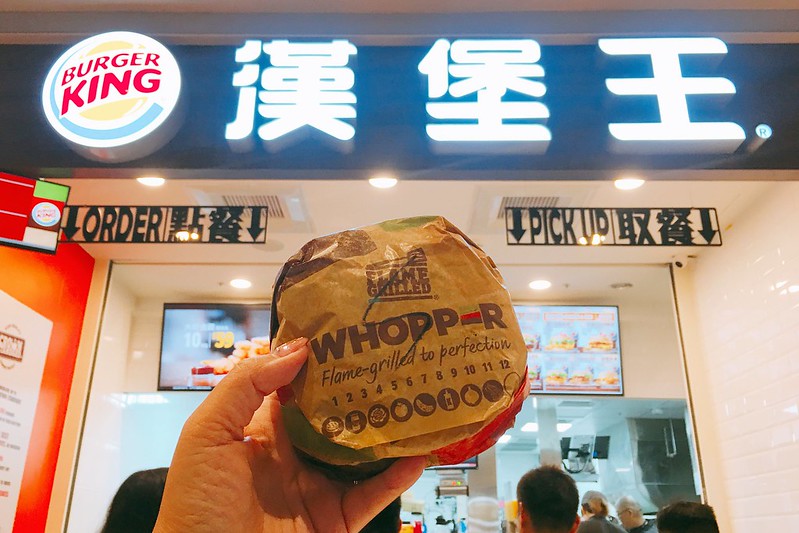 BURGER
KING
漢堡王®
↓ORDER|點餐↓
↓PICK UP|取餐↓
FLAME
GRILLED
WHOPPER
Flame-grilled to perfection
1 2 3 4 5 6 7 8 9 10 11 12